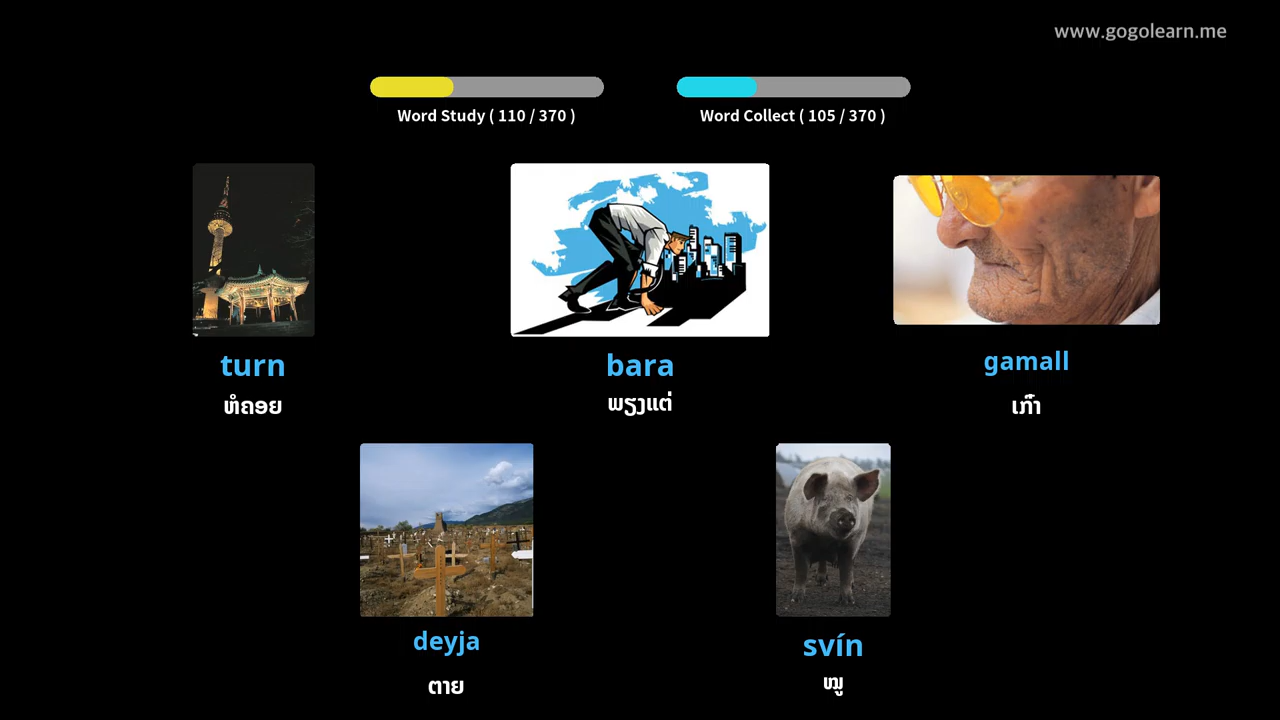 www.gogolearn.me
Word Study ( 110 / 370 )
Word Collect ( 105 / 370 )
turn
ຫໍຄອຍ
bara
ພຽງແຕ່
gamall
ເກົ່າ
deyja
ຕາຍ
svín
ໝູ